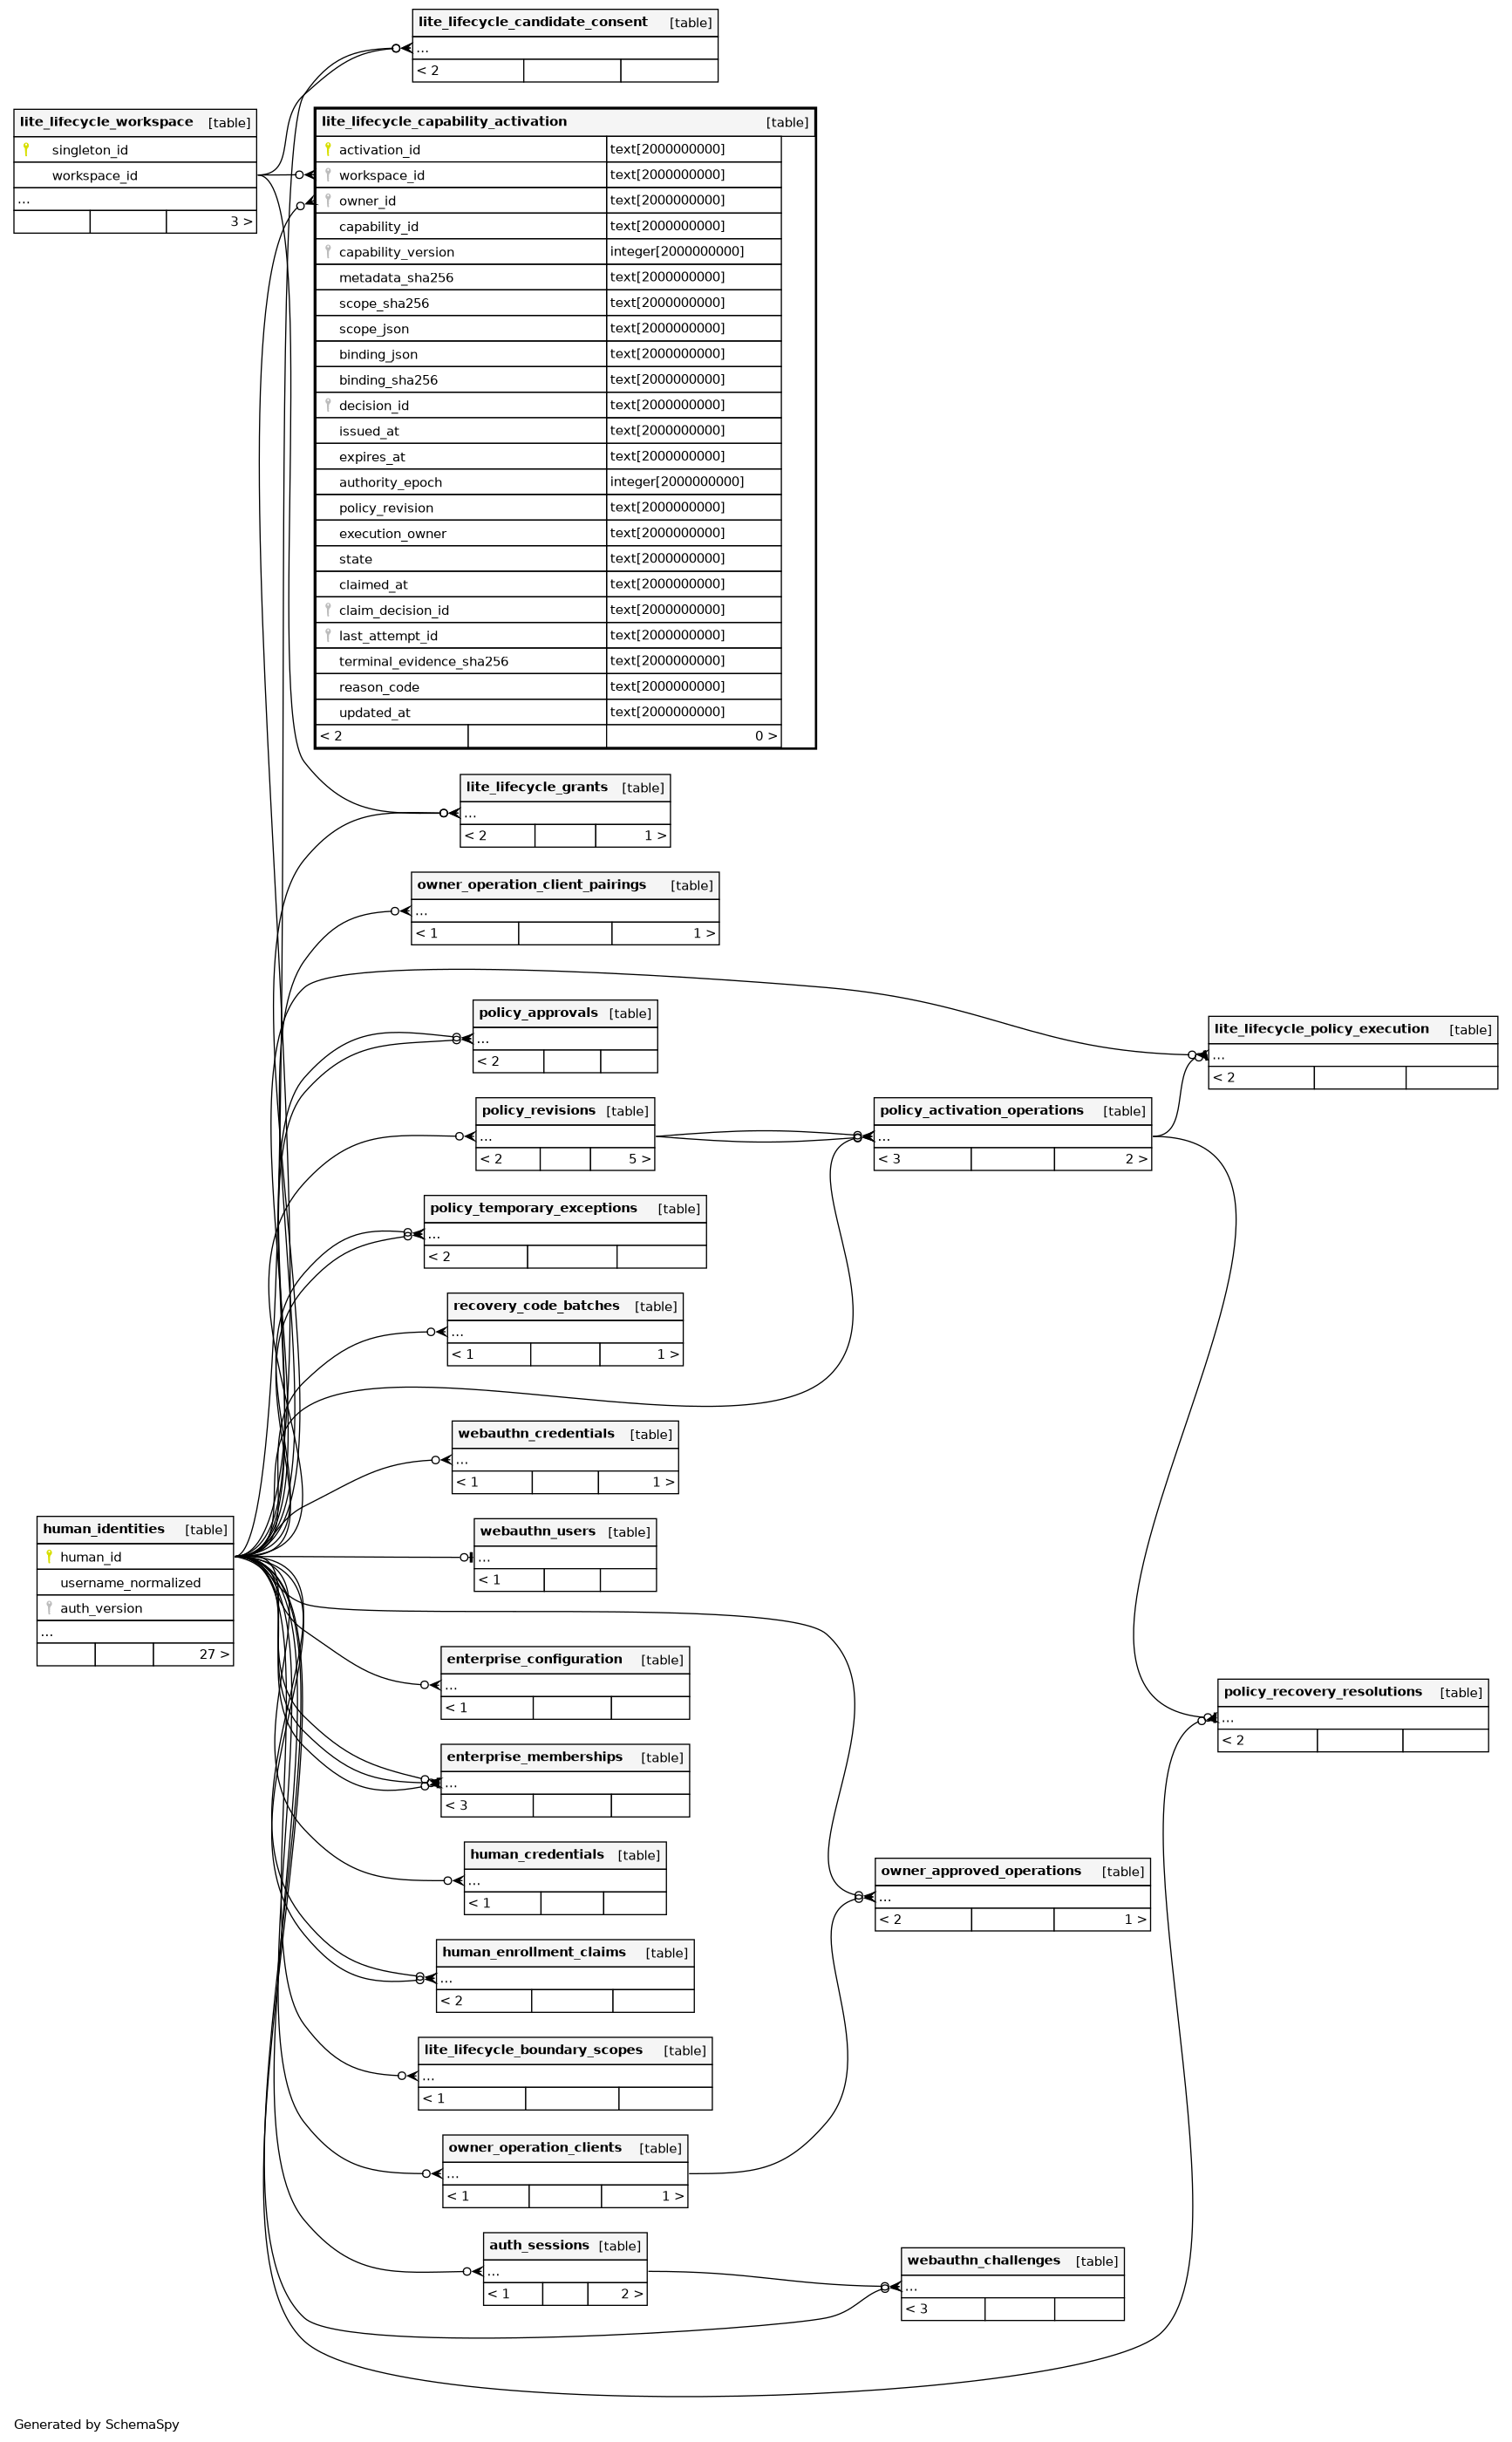 lite_lifecycle_candidate_consent [table]
...
< 2
lite_lifecycle_workspace [table]
singleton_id
workspace_id
...
3 >
lite_lifecycle_capability_activation [table]
activation_id text[2000000000]
workspace_id text[2000000000]
owner_id text[2000000000]
capability_id text[2000000000]
capability_version integer[2000000000]
metadata_sha256 text[2000000000]
scope_sha256 text[2000000000]
scope_json text[2000000000]
binding_json text[2000000000]
binding_sha256 text[2000000000]
decision_id text[2000000000]
issued_at text[2000000000]
expires_at text[2000000000]
authority_epoch integer[2000000000]
policy_revision text[2000000000]
execution_owner text[2000000000]
state text[2000000000]
claimed_at text[2000000000]
claim_decision_id text[2000000000]
last_attempt_id text[2000000000]
terminal_evidence_sha256 text[2000000000]
reason_code text[2000000000]
updated_at text[2000000000]
< 2 0 >
lite_lifecycle_grants [table]
...
< 2 1 >
owner_operation_client_pairings [table]
...
< 1 1 >
policy_approvals [table]
...
< 2
lite_lifecycle_policy_execution [table]
...
< 2
policy_revisions [table]
...
< 2 5 >
policy_activation_operations [table]
...
< 3 2 >
policy_temporary_exceptions [table]
...
< 2
recovery_code_batches [table]
...
< 1 1 >
webauthn_credentials [table]
...
< 1 1 >
human_identities [table]
human_id
username_normalized
auth_version
...
27 >
webauthn_users [table]
...
< 1
enterprise_configuration [table]
...
< 1
policy_recovery_resolutions [table]
...
< 2
enterprise_memberships [table]
...
< 3
human_credentials [table]
...
< 1
owner_approved_operations [table]
...
< 2 1 >
human_enrollment_claims [table]
...
< 2
lite_lifecycle_boundary_scopes [table]
...
< 1
owner_operation_clients [table]
...
< 1 1 >
auth_sessions [table]
...
< 1 2 >
webauthn_challenges [table]
...
< 3
Generated by SchemaSpy